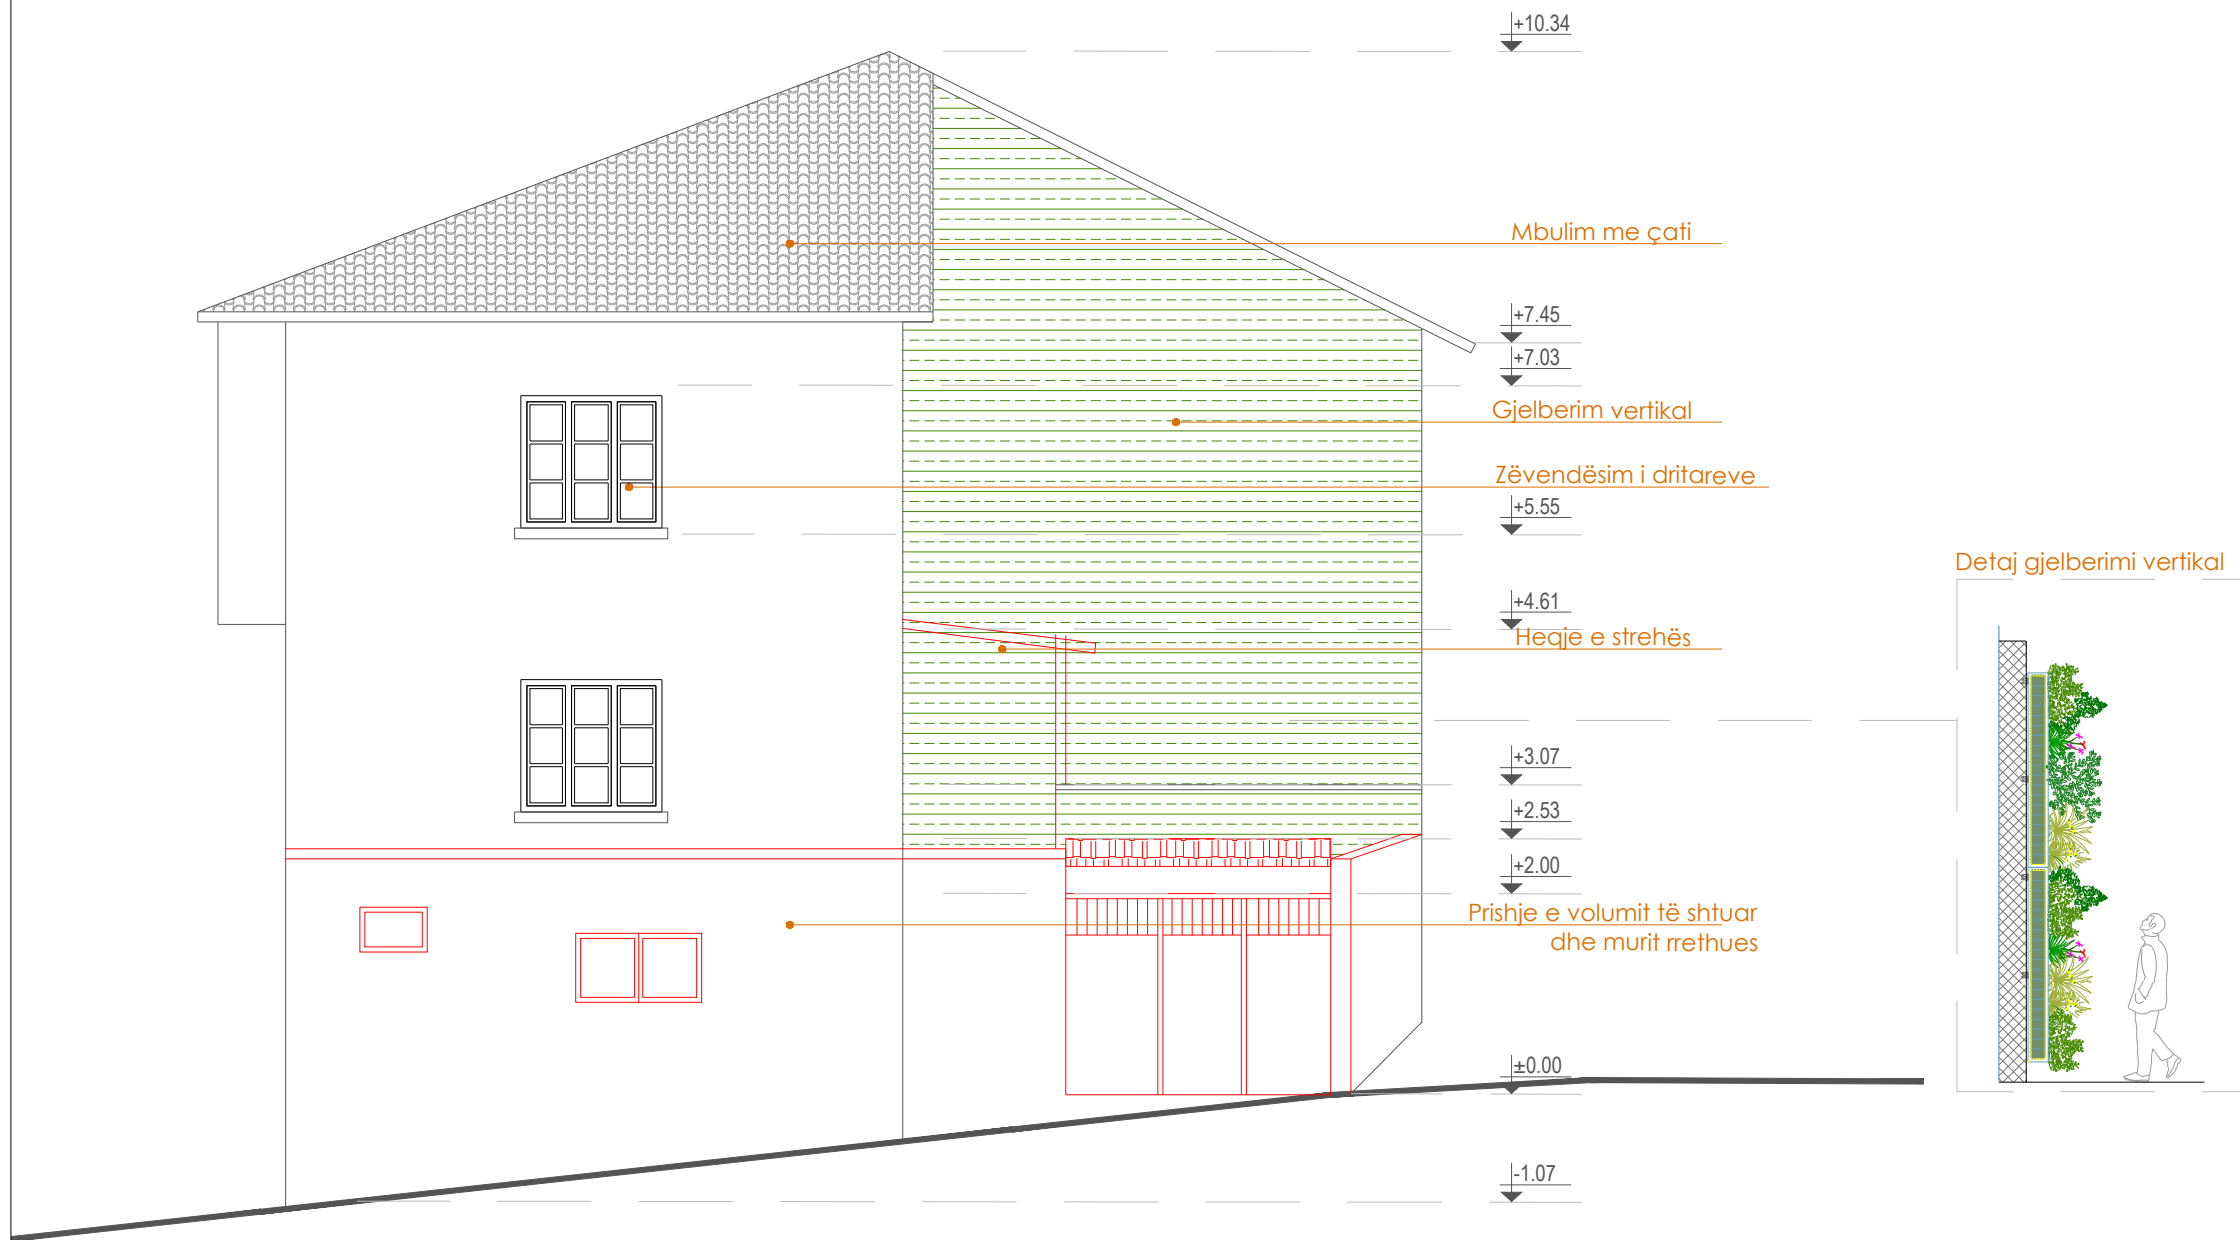 +10.34
Mbulim me çati
+7.45
+7.03
Gjelberim vertikal
Zëvendësim i dritareve
+5.55
Detaj gjelberimi vertikal
+4.61
Heqje e strehës
+3.07
+2.53
+2.00
Prishje e volumit të shtuar
dhe murit rrethues
±0.00
-1.07